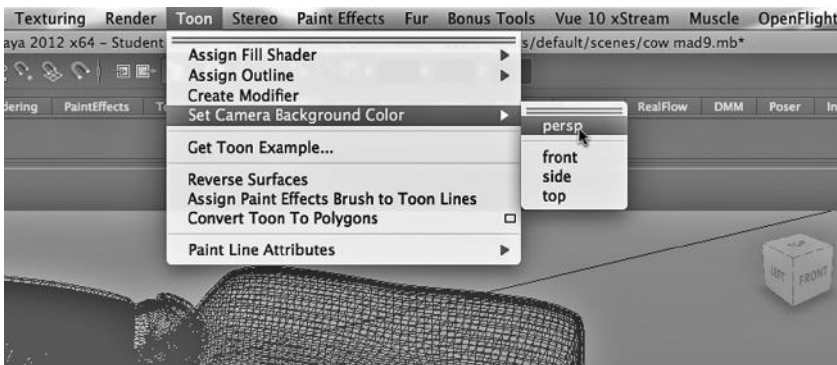 Texturing Render Toon Stereo Paint Effects Fur Bonus Tools Vue 10 xStream Muscle OpenFlight
aya 2012 x64 – Student s/default/scenes/cow mad9.mb*
Assign Fill Shader
Assign Outline
Create Modifier
dering PaintEffects T RealFlow DMM Poser In
Set Camera Background Color
persp
Get Toon Example...
front
Reverse Surfaces
side
Assign Paint Effects Brush to Toon Lines
top
Convert Toon To Polygons
Paint Line Attributes
TOP
LEFT FRONT